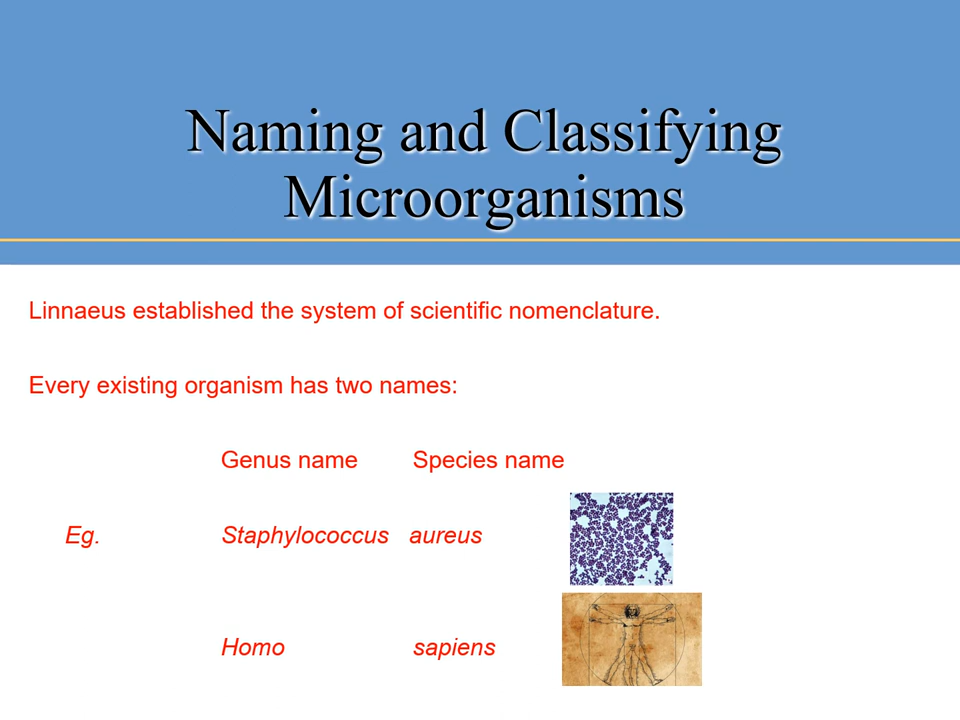 Naming and Classifying
Microorganisms
Linnaeus established the system of scientific nomenclature.
Every existing organism has two names:
Genus name Species name
Eg. Staphylococcus aureus
Homo sapiens